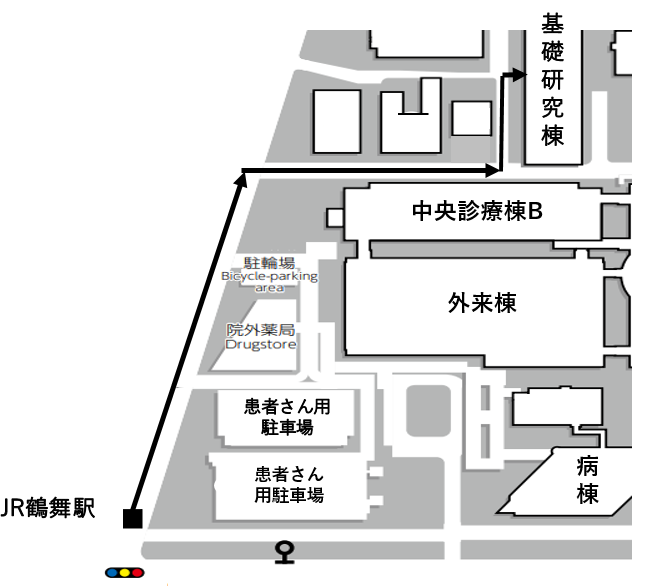 基礎研究棟
中央診療棟B
駐輪場
Bicycle-parking
area
外来棟
院外薬局
Drugstore
患者さん用
駐車場
患者さん
用駐車場
病棟
JR鶴舞駅